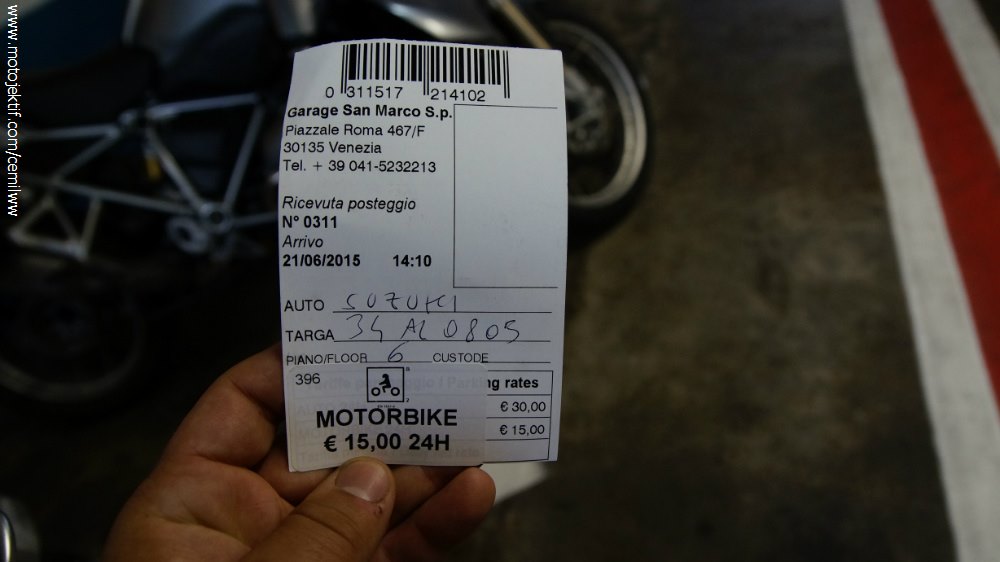 www.motojektif.com/cemilww
0 311517 214102
Garage San Marco S.p.
Piazzale Roma 467/F
30135 Venezia
Tel. + 39 041-5232213
Ricevuta posteggio
N° 0311
Arrivo
21/06/2015 14:10
AUTO SUZUKI
TARGA 34 AL 0805
PIANO/FLOOR 6 CUSTODE
396
ng rates
€ 30,00
€ 15,00
MOTORBIKE
€ 15,00 24H